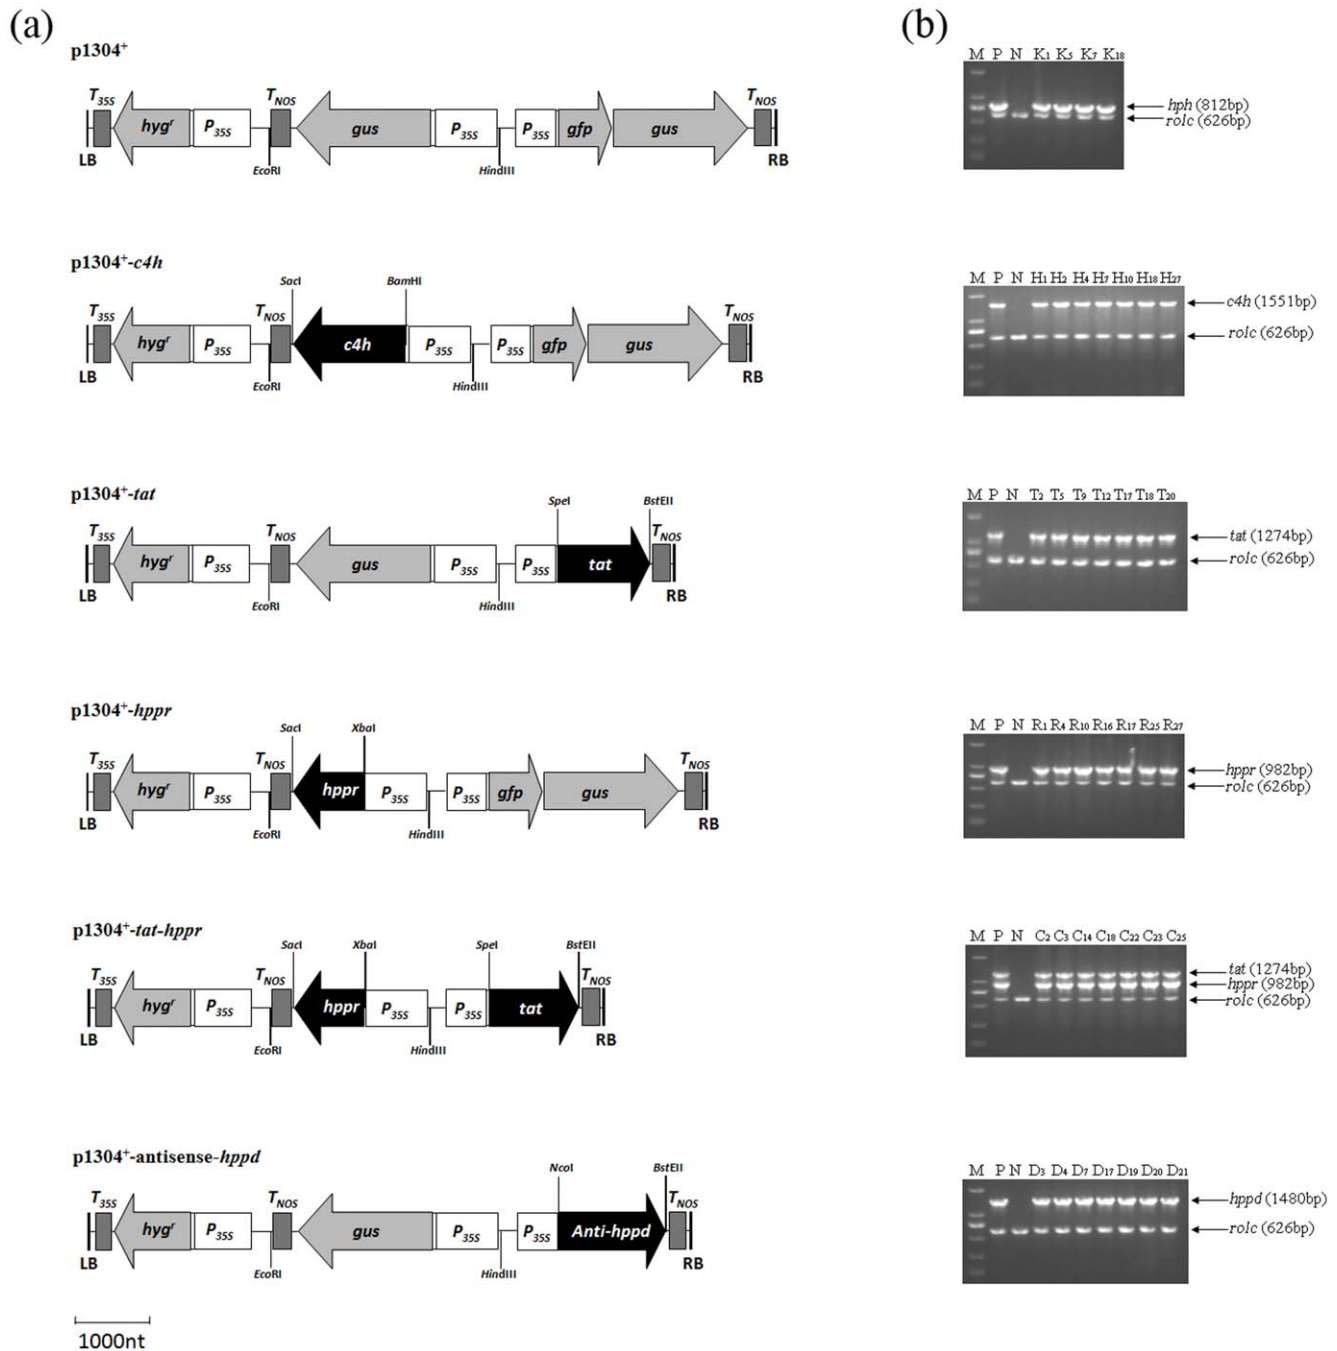 (a)
(b)
p1304⁺
T35S hygʳ P35S TNOS gus P35S P35S gfp gus TNOS
LB EcoRI HindIII RB
M P N K1 K5 K7 K18
hph (812bp)
rolc (626bp)
p1304⁺-c4h
SacI BamHI
T35S hygʳ P35S TNOS c4h P35S P35S gfp gus TNOS
LB EcoRI HindIII RB
M P N H1 H2 H4 H7 H10 H18 H27
c4h (1551bp)
rolc (626bp)
p1304⁺-tat
SpeI BstEII
T35S hygʳ P35S TNOS gus P35S P35S tat TNOS
LB EcoRI HindIII RB
M P N T2 T5 T9 T12 T17 T18 T20
tat (1274bp)
rolc (626bp)
p1304⁺-hppr
SacI XbaI
T35S hygʳ P35S TNOS hppr P35S P35S gfp gus TNOS
LB EcoRI HindIII RB
M P N R1 R4 R10 R16 R17 R25 R27
hppr (982bp)
rolc (626bp)
p1304⁺-tat-hppr
SacI XbaI SpeI BstEII
T35S hygʳ P35S TNOS hppr P35S P35S tat TNOS
LB EcoRI HindIII RB
M P N C2 C3 C14 C18 C22 C23 C25
tat (1274bp)
hppr (982bp)
rolc (626bp)
p1304⁺-antisense-hppd
NcoI BstEII
T35S hygʳ P35S TNOS gus P35S P35S Anti-hppd TNOS
LB EcoRI HindIII RB
M P N D3 D4 D7 D17 D19 D20 D21
hppd (1480bp)
rolc (626bp)
1000nt